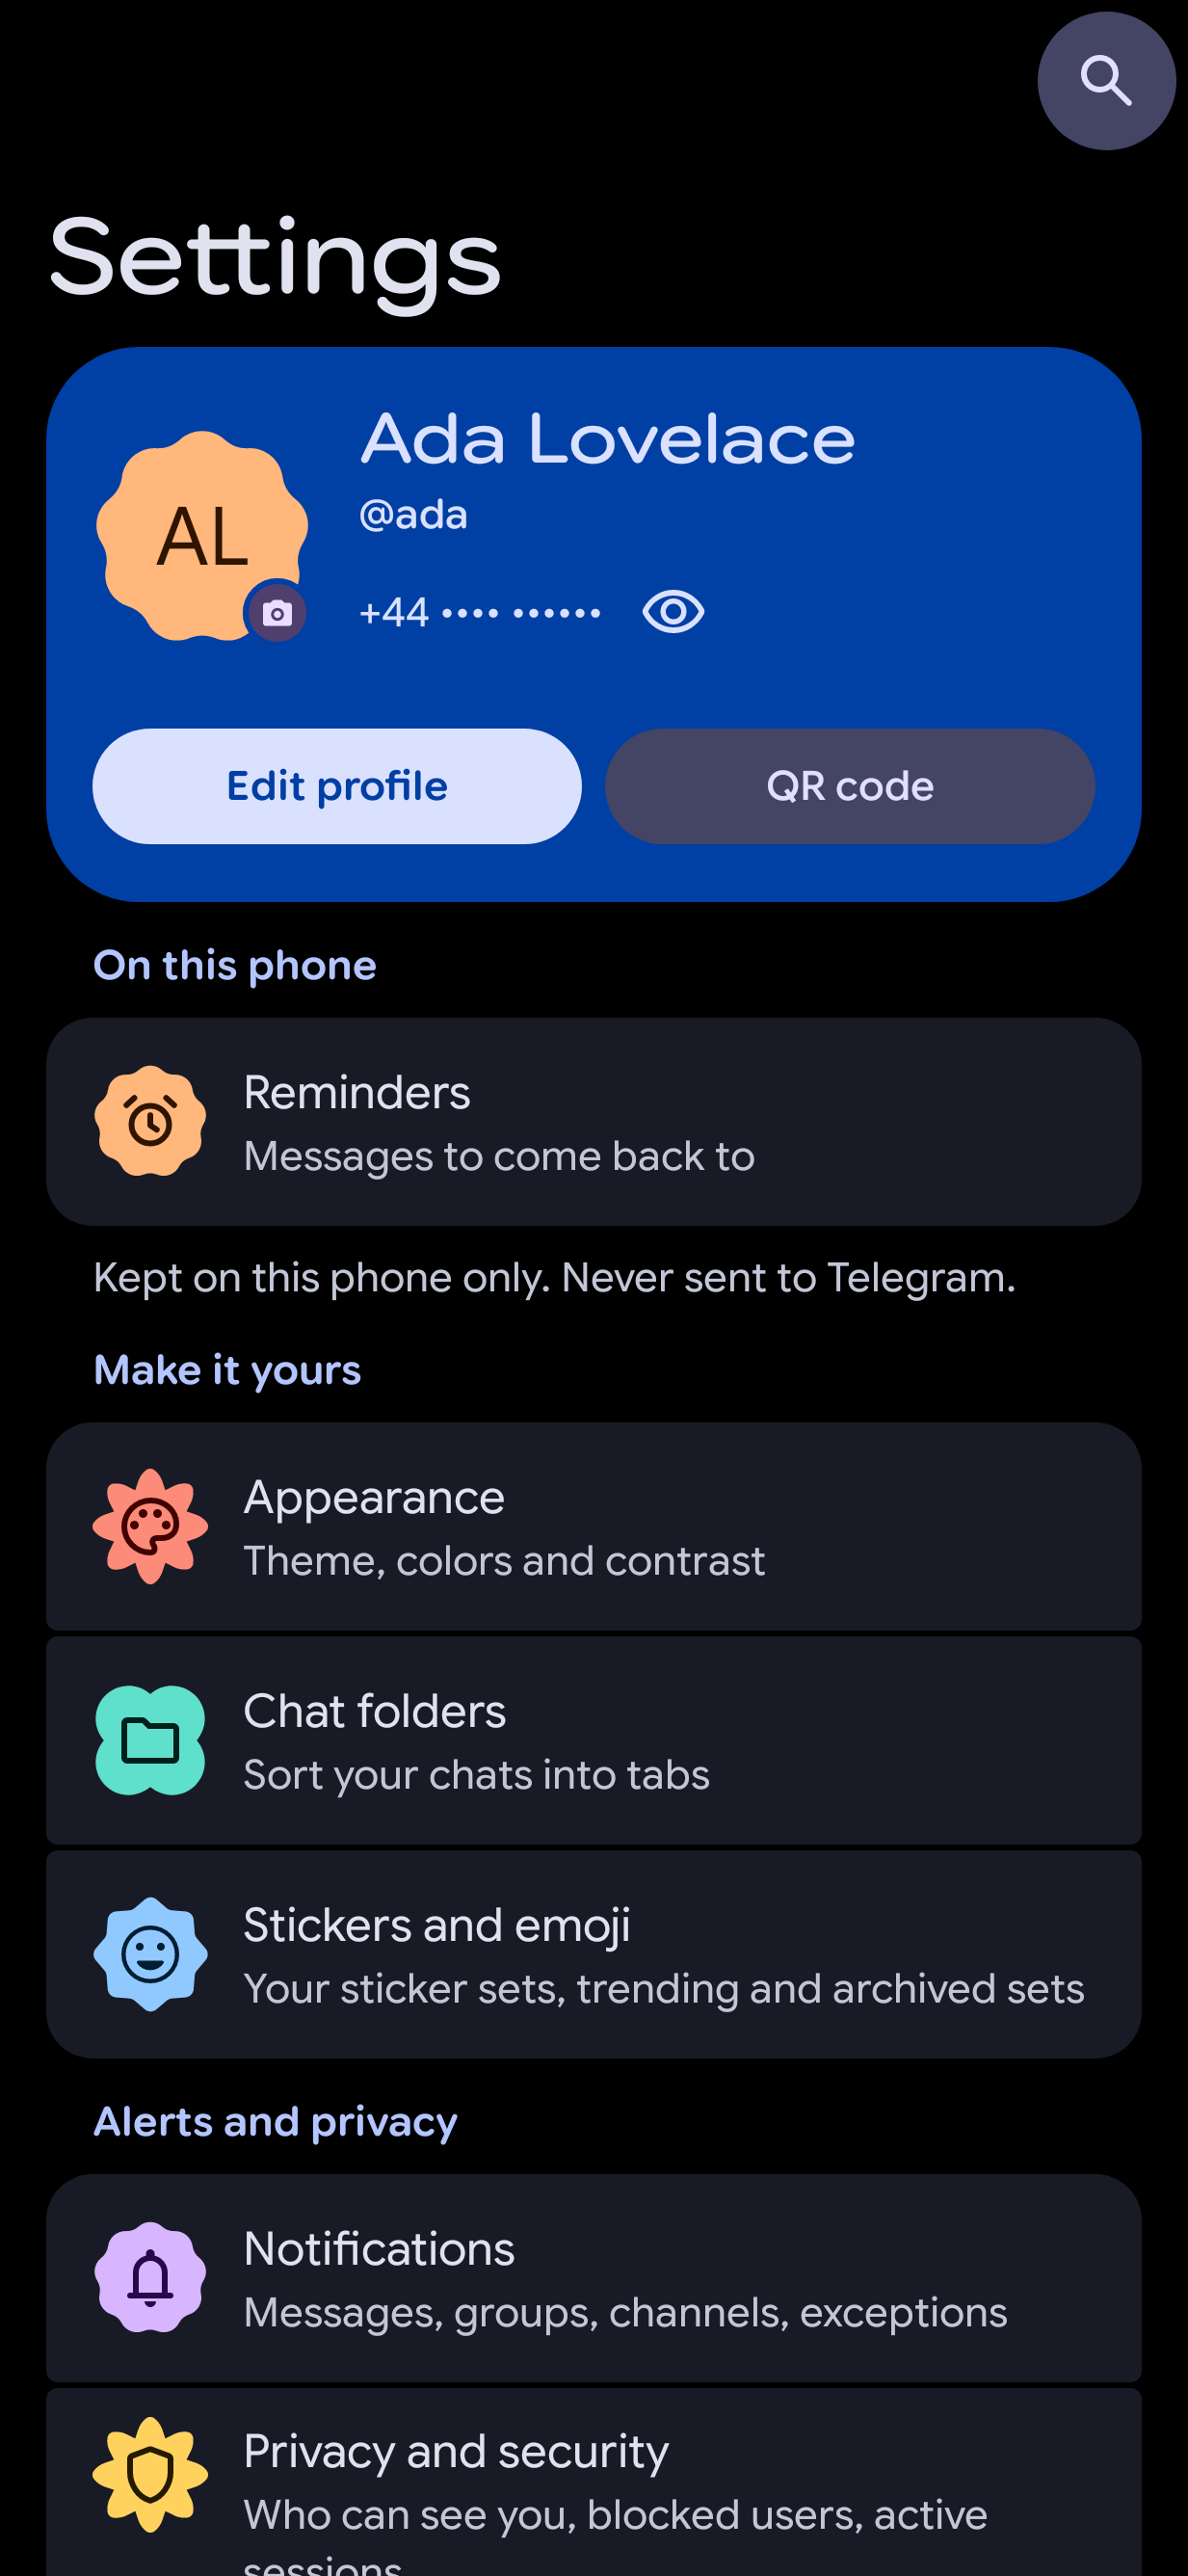 Settings
Ada Lovelace
@ada
AL
+44 •••• ••••••
Edit profile
QR code
On this phone
Reminders
Messages to come back to
Kept on this phone only. Never sent to Telegram.
Make it yours
Appearance
Theme, colors and contrast
Chat folders
Sort your chats into tabs
Stickers and emoji
Your sticker sets, trending and archived sets
Alerts and privacy
Notifications
Messages, groups, channels, exceptions
Privacy and security
Who can see you, blocked users, active
sessions